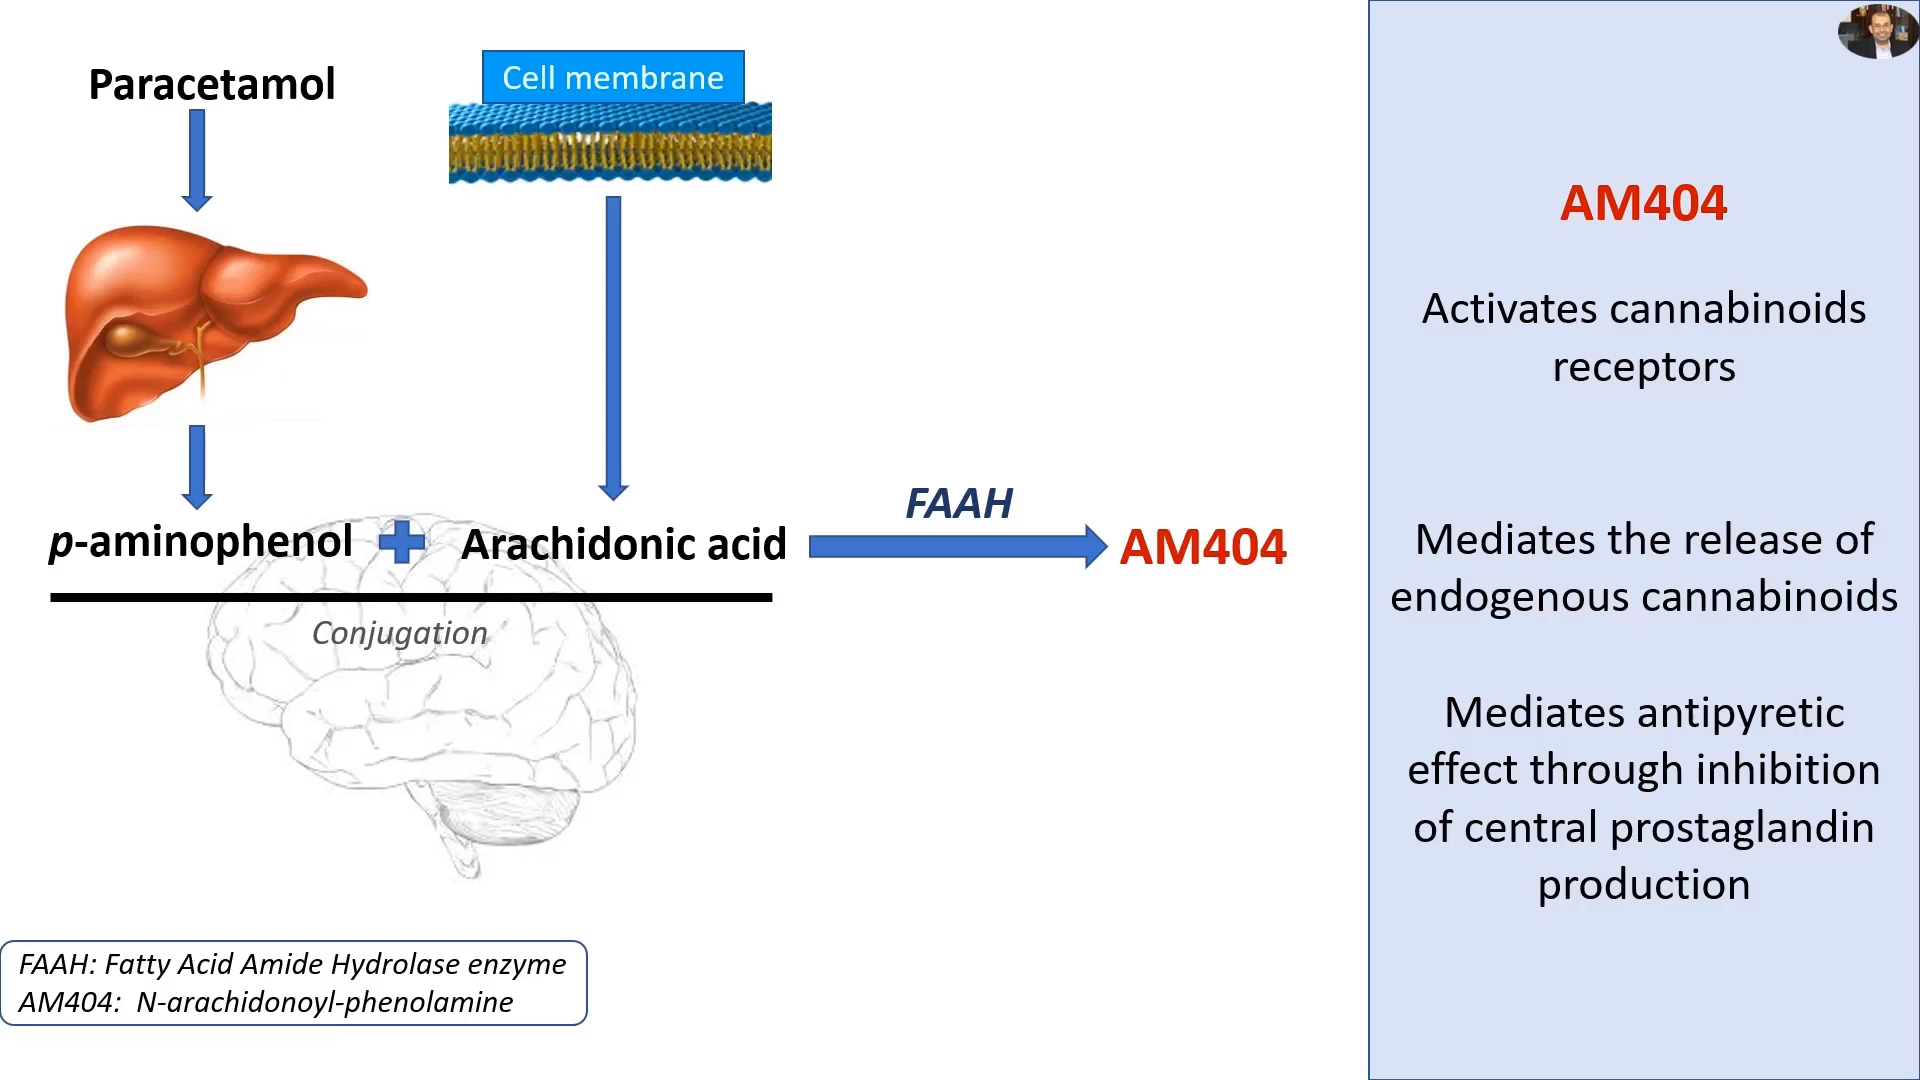 Paracetamol
Cell membrane
p-aminophenol
Arachidonic acid
FAAH
AM404
Conjugation
FAAH: Fatty Acid Amide Hydrolase enzyme
AM404: N-arachidonoyl-phenolamine
AM404
Activates cannabinoids
receptors
Mediates the release of
endogenous cannabinoids
Mediates antipyretic
effect through inhibition
of central prostaglandin
production